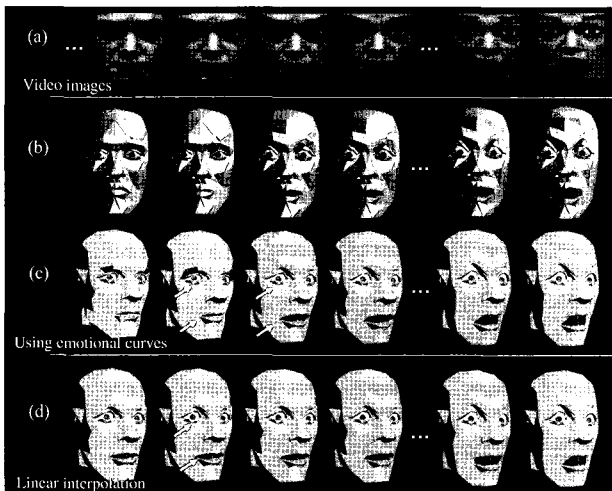 (a)
... ...
Video images
(b)
...
(c)
...
Using emotional curves
(d)
...
Linear interpolation